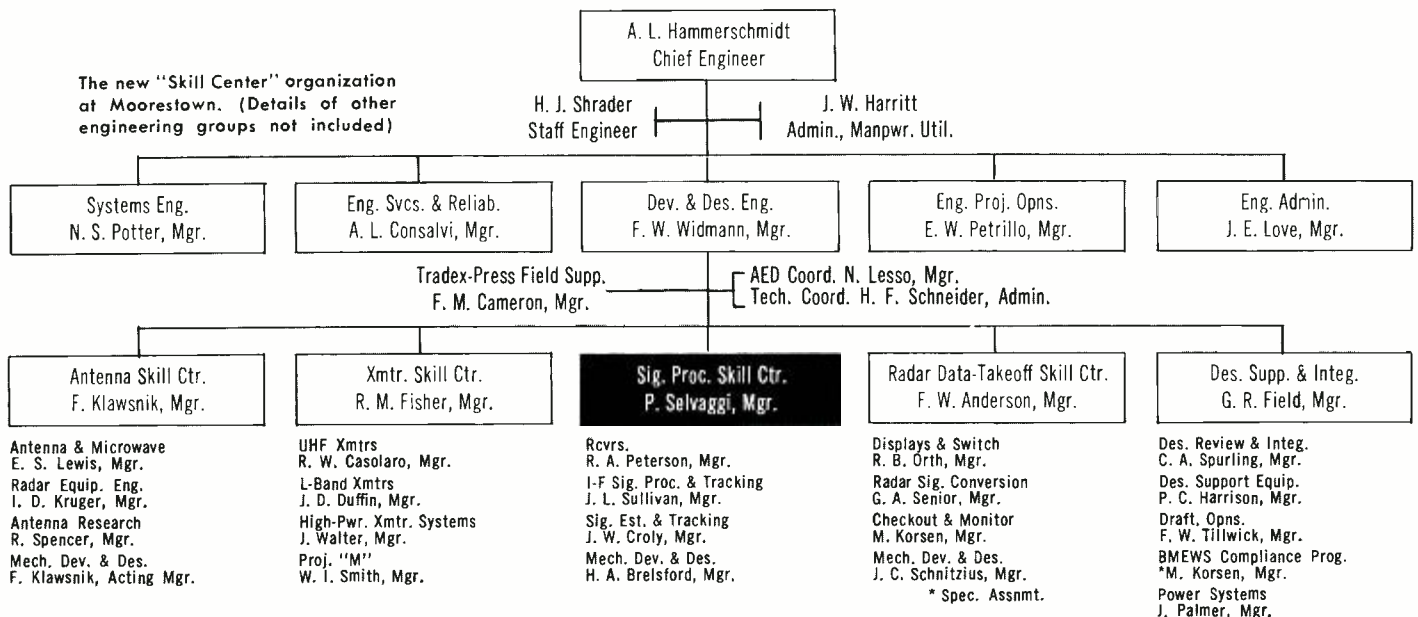 A. L. Hammerschmidt
Chief Engineer
The new "Skill Center" organization
at Moorestown. (Details of other
engineering groups not included)
H. J. Shrader
Staff Engineer
J. W. Harritt
Admin., Manpwr. Util.
Systems Eng.
N. S. Potter, Mgr.
Eng. Svcs. & Reliab.
A. L. Consalvi, Mgr.
Dev. & Des. Eng.
F. W. Widmann, Mgr.
Eng. Proj. Opns.
E. W. Petrillo, Mgr.
Eng. Admin.
J. E. Love, Mgr.
Tradex-Press Field Supp.
F. M. Cameron, Mgr.
AED Coord. N. Lesso, Mgr.
Tech. Coord. H. F. Schneider, Admin.
Antenna Skill Ctr.
F. Klawsnik, Mgr.
Xmtr. Skill Ctr.
R. M. Fisher, Mgr.
Sig. Proc. Skill Ctr.
P. Selvaggi, Mgr.
Radar Data-Takeoff Skill Ctr.
F. W. Anderson, Mgr.
Des. Supp. & Integ.
G. R. Field, Mgr.
Antenna & Microwave
E. S. Lewis, Mgr.
Radar Equip. Eng.
I. D. Kruger, Mgr.
Antenna Research
R. Spencer, Mgr.
Mech. Dev. & Des.
F. Klawsnik, Acting Mgr.
UHF Xmtrs
R. W. Casolaro, Mgr.
L-Band Xmtrs
J. D. Duffin, Mgr.
High-Pwr. Xmtr. Systems
J. Walter, Mgr.
Proj. "M"
W. I. Smith, Mgr.
Rcvrs.
R. A. Peterson, Mgr.
I-F Sig. Proc. & Tracking
J. L. Sullivan, Mgr.
Sig. Est. & Tracking
J. W. Croly, Mgr.
Mech. Dev. & Des.
H. A. Brelsford, Mgr.
Displays & Switch
R. B. Orth, Mgr.
Radar Sig. Conversion
G. A. Senior, Mgr.
Checkout & Monitor
M. Korsen, Mgr.
Mech. Dev. & Des.
J. C. Schnitzius, Mgr.
* Spec. Assnmt.
Des. Review & Integ.
C. A. Spurling, Mgr.
Des. Support Equip.
P. C. Harrison, Mgr.
Draft, Opns.
F. W. Tillwick, Mgr.
BMEWS Compliance Prog.
*M. Korsen, Mgr.
Power Systems
J. Palmer, Mgr.